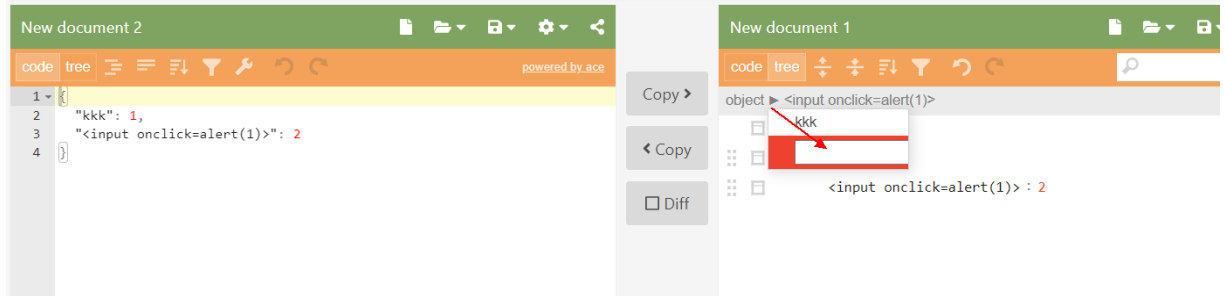 New document 2
code tree powered by ace
1 {
2 "kkk": 1,
3 "<input onclick=alert(1)>": 2
4 }
Copy >
< Copy
Diff
New document 1
code tree
object ► <input onclick=alert(1)>
kkk
<input onclick=alert(1)> : 2